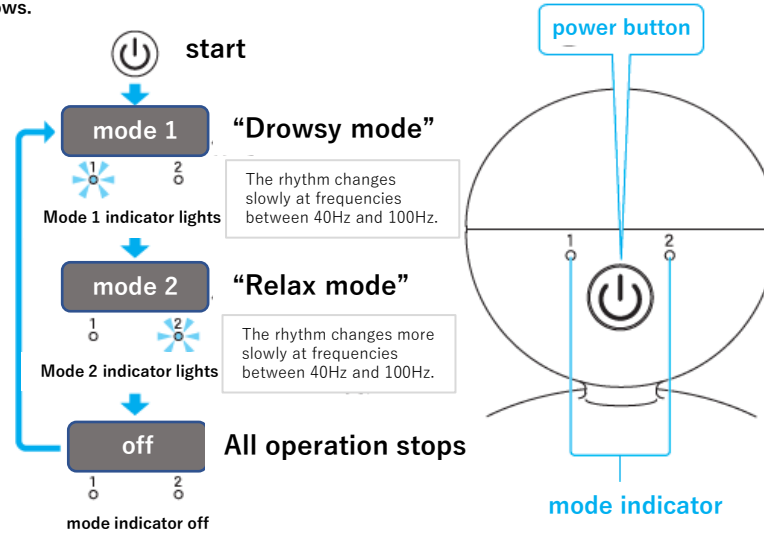 ows.
start
mode 1
"Drowsy mode"
1 2
Mode 1 indicator lights
The rhythm changes
slowly at frequencies
between 40Hz and 100Hz.
mode 2
"Relax mode"
1 2
Mode 2 indicator lights
The rhythm changes more
slowly at frequencies
between 40Hz and 100Hz.
off
All operation stops
1 2
mode indicator off
power button
1 2
mode indicator